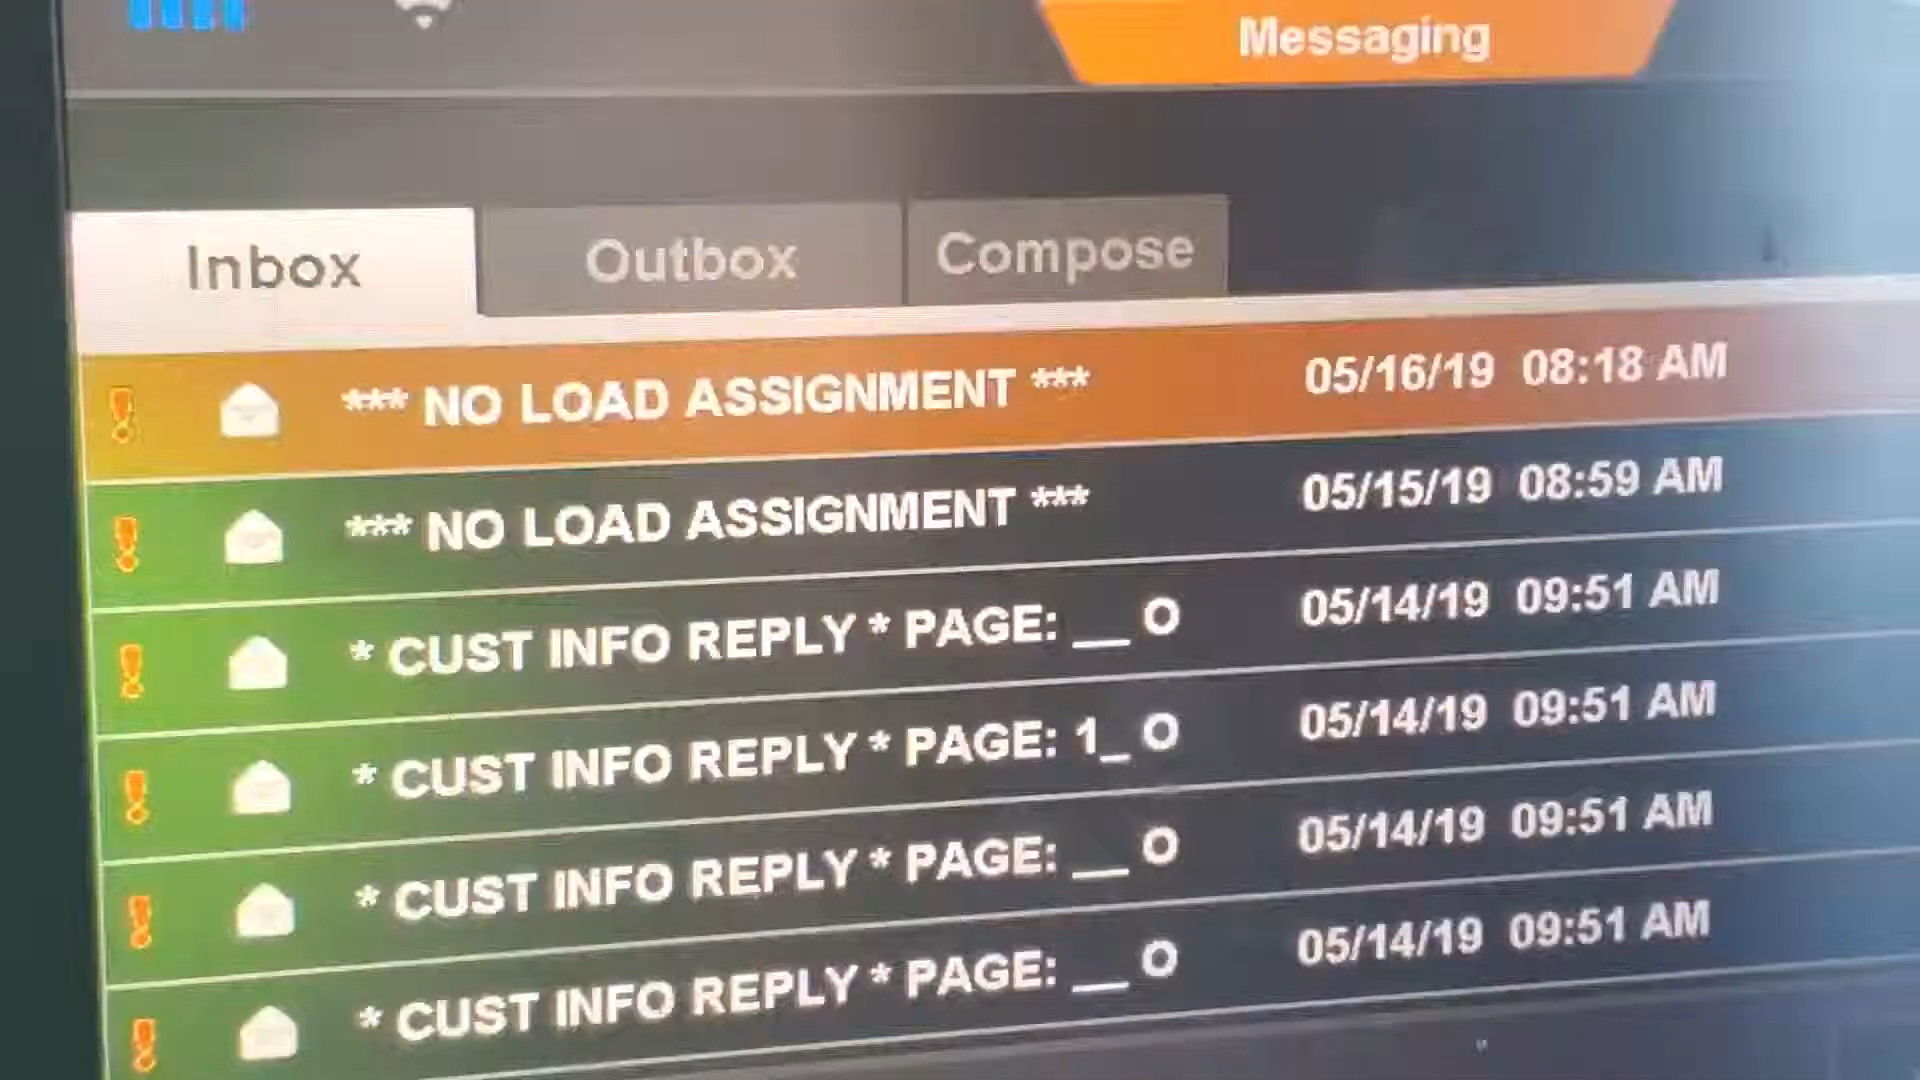 Messaging
Inbox Outbox Compose
*** NO LOAD ASSIGNMENT *** 05/16/19 08:18 AM
*** NO LOAD ASSIGNMENT *** 05/15/19 08:59 AM
* CUST INFO REPLY * PAGE: __ O 05/14/19 09:51 AM
* CUST INFO REPLY * PAGE: 1_ O 05/14/19 09:51 AM
* CUST INFO REPLY * PAGE: __ O 05/14/19 09:51 AM
* CUST INFO REPLY * PAGE: __ O 05/14/19 09:51 AM